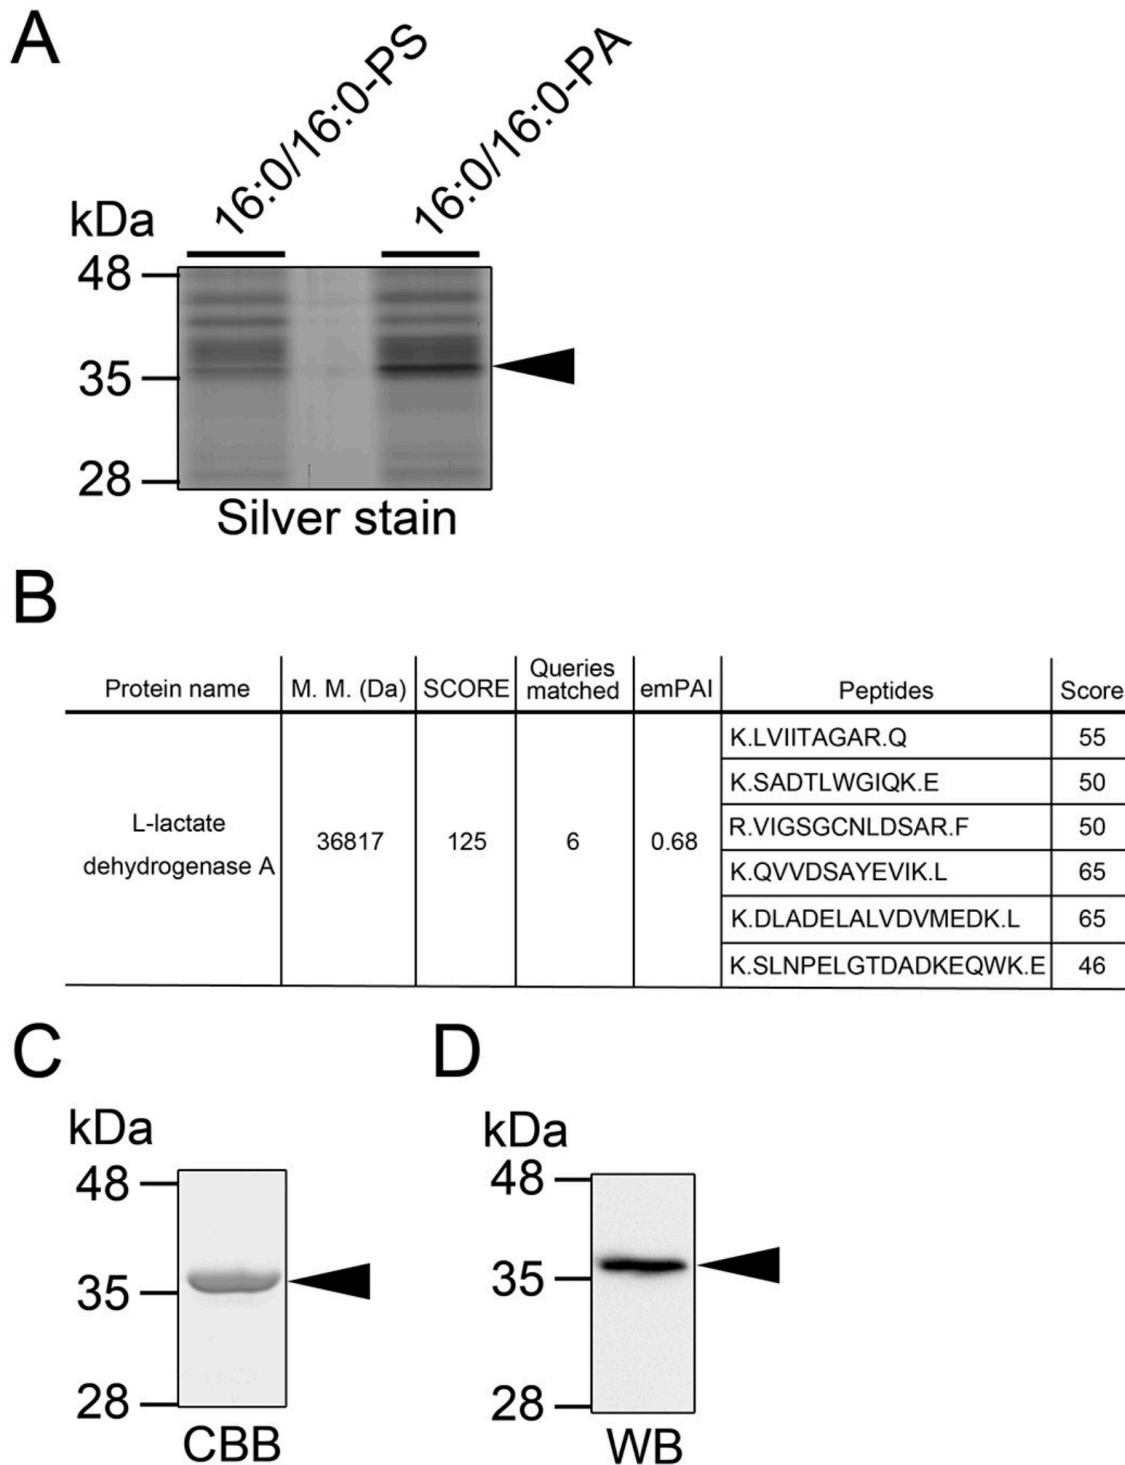 A
16:0/16:0-PS
16:0/16:0-PA
kDa
48
35
28
Silver stain
B
Protein name M. M. (Da) SCORE Queries matched emPAI Peptides Score
L-lactate dehydrogenase A 36817 125 6 0.68
K.LVIITAGAR.Q 55
K.SADTLWGIQK.E 50
R.VIGSGCNLDSAR.F 50
K.QVVDSAYEVIK.L 65
K.DLADELALVDVMEDK.L 65
K.SLNPELGTDADKEQWK.E 46
C
kDa
48
35
28
CBB
D
kDa
48
35
28
WB